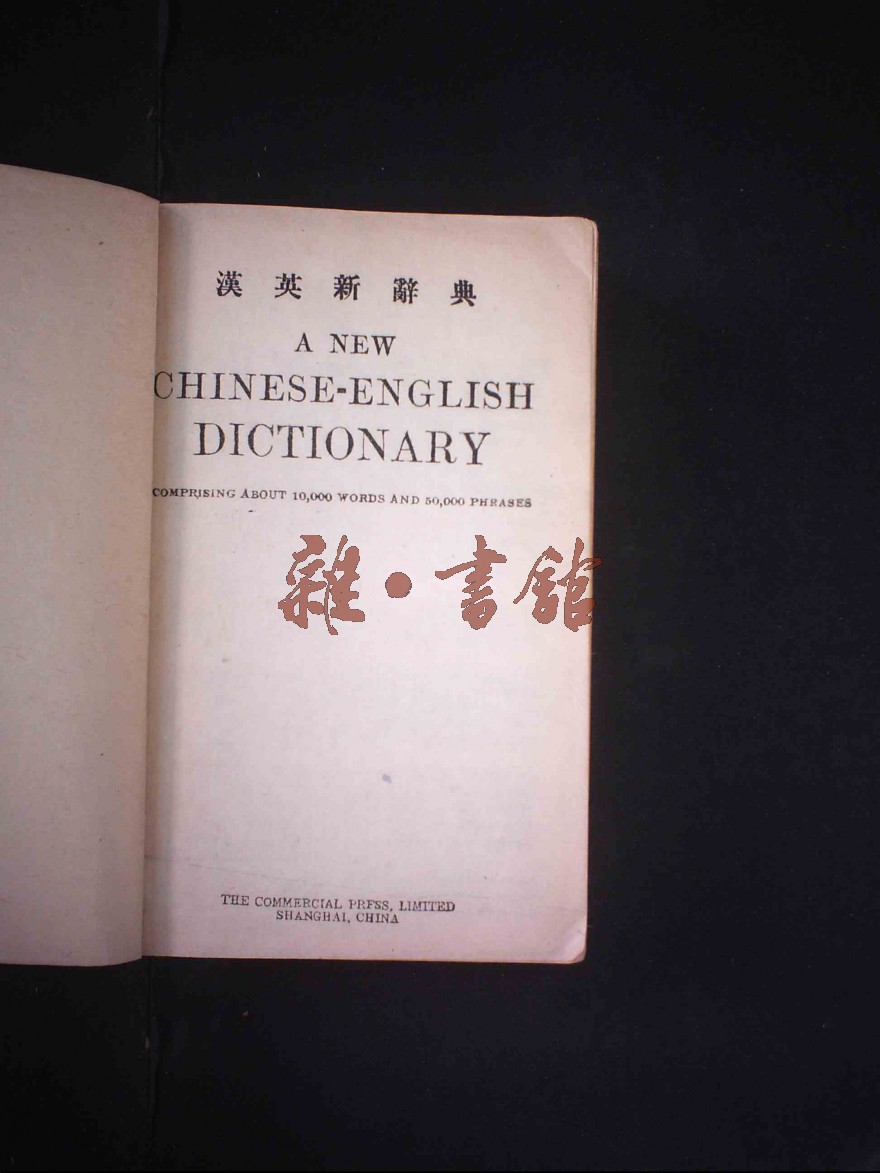 漢英新辭典
A NEW
CHINESE-ENGLISH
DICTIONARY
COMPRISING ABOUT 10,000 WORDS AND 50,000 PHRASES
雜·書館
THE COMMERCIAL PRESS, LIMITED
SHANGHAI, CHINA